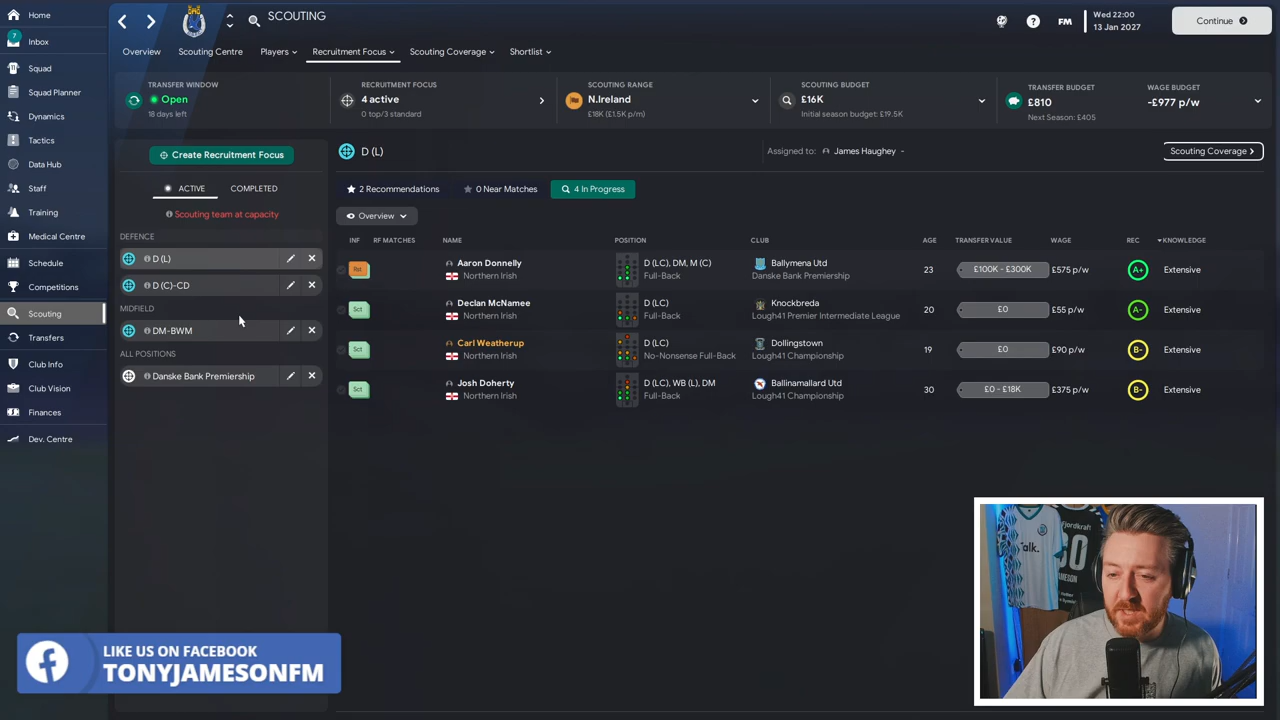 Home
7
Inbox
Squad
Squad Planner
Dynamics
Tactics
Data Hub
Staff
Training
Medical Centre
Schedule
Competitions
Scouting
Transfers
Club Info
Club Vision
Finances
Dev. Centre
SCOUTING
?
FM
Wed 22:00
13 Jan 2027
Continue
Overview
Scouting Centre
Players
Recruitment Focus
Scouting Coverage
Shortlist
TRANSFER WINDOW
Open
18 days left
RECRUITMENT FOCUS
4 active
0 top/3 standard
SCOUTING RANGE
N.Ireland
£18K (£1.5K p/m)
SCOUTING BUDGET
£16K
Initial season budget: £19.5K
TRANSFER BUDGET
£810
Next Season: £405
WAGE BUDGET
-£977 p/w
Create Recruitment Focus
ACTIVE
COMPLETED
Scouting team at capacity
DEFENCE
D (L)
D (C)-CD
MIDFIELD
DM-BWM
ALL POSITIONS
Danske Bank Premiership
D (L)
Assigned to: James Haughey -
Scouting Coverage
2 Recommendations
0 Near Matches
4 In Progress
Overview
INF RF MATCHES NAME POSITION CLUB AGE TRANSFER VALUE WAGE REC KNOWLEDGE
Rst Aaron Donnelly D (LC), DM, M (C) Ballymena Utd 23 £100K - £300K £575 p/w A+ Extensive
Northern Irish Full-Back Danske Bank Premiership
Sct Declan McNamee D (LC) Knockbreda 20 £0 £55 p/w A- Extensive
Northern Irish Full-Back Lough41 Premier Intermediate League
Sct Carl Weatherup D (LC) Dollingstown 19 £0 £90 p/w B- Extensive
Northern Irish No-Nonsense Full-Back Lough41 Championship
Sct Josh Doherty D (LC), WB (L), DM Ballinamallard Utd 30 £0 - £18K £375 p/w B- Extensive
Northern Irish Full-Back Lough41 Championship
Talk.
fjordkraft
30
JAMESON
LIKE US ON FACEBOOK
TONYJAMESONFM